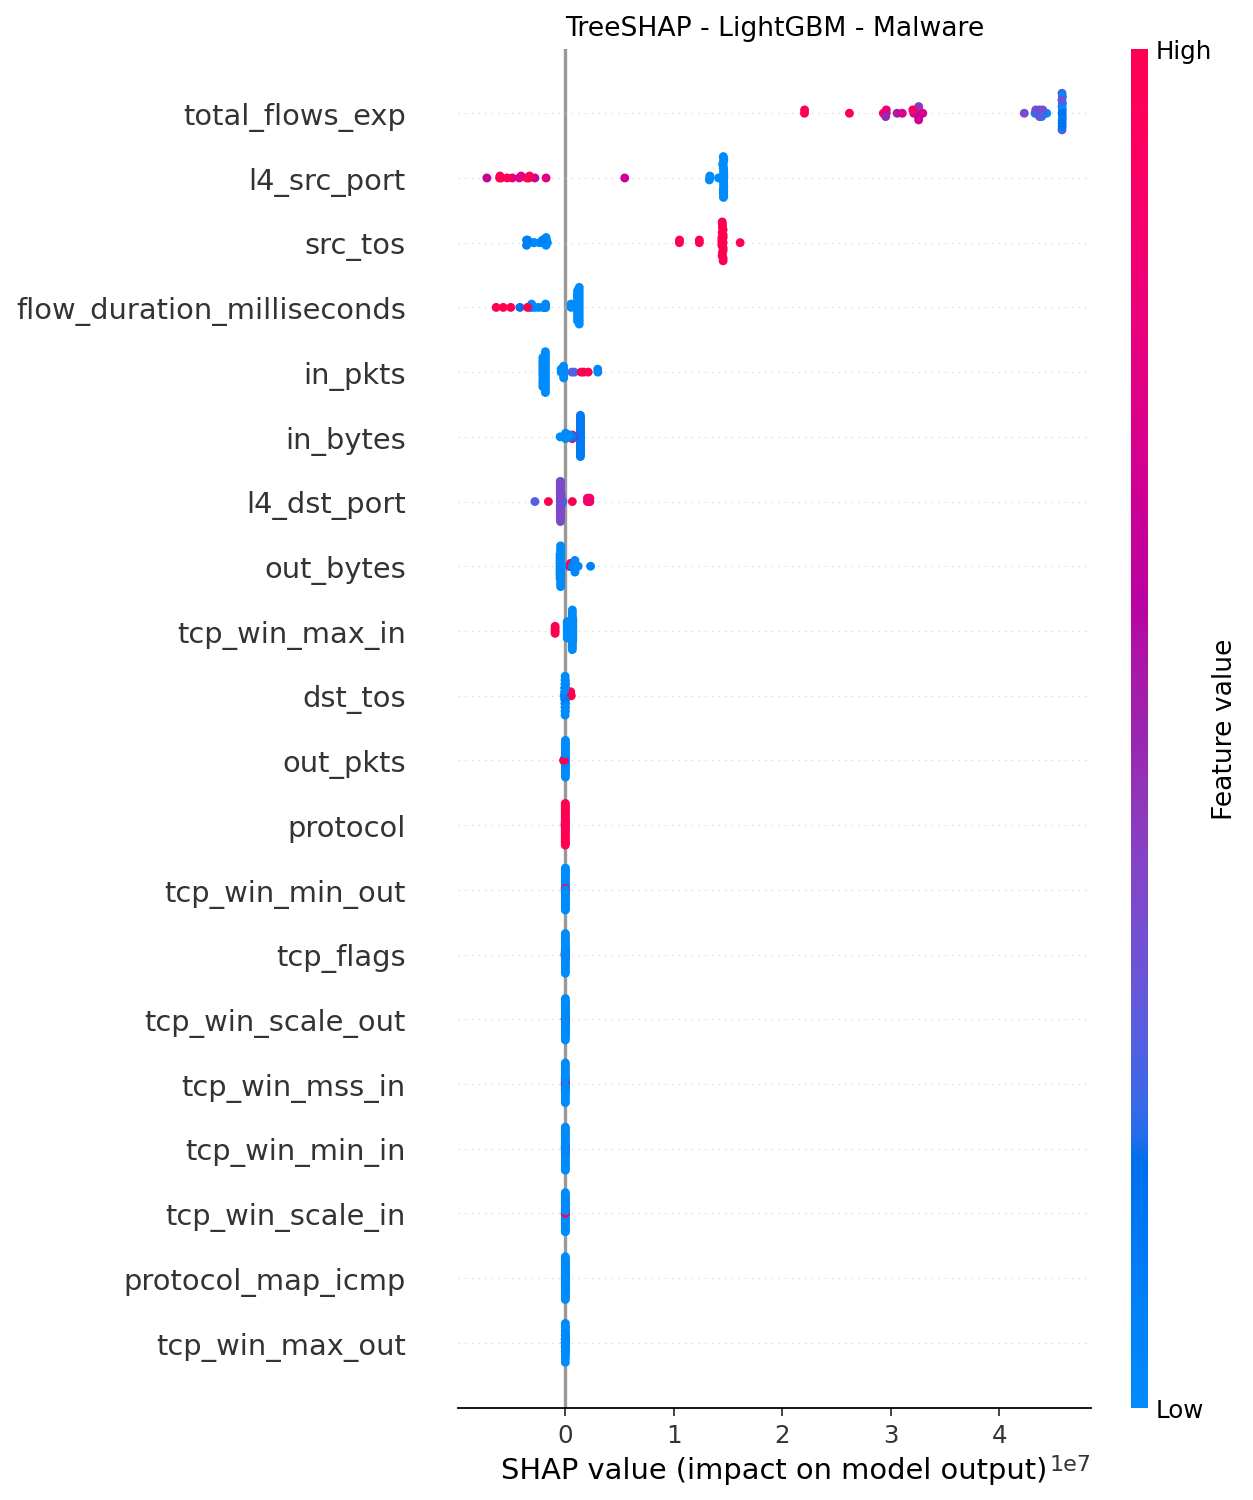 TreeSHAP - LightGBM - Malware
High
total_flows_exp
l4_src_port
src_tos
flow_duration_milliseconds
in_pkts
in_bytes
l4_dst_port
out_bytes
tcp_win_max_in
dst_tos
out_pkts
protocol
tcp_win_min_out
tcp_flags
tcp_win_scale_out
tcp_win_mss_in
tcp_win_min_in
tcp_win_scale_in
protocol_map_icmp
tcp_win_max_out
Feature value
Low
0 1 2 3 4
1e7
SHAP value (impact on model output)